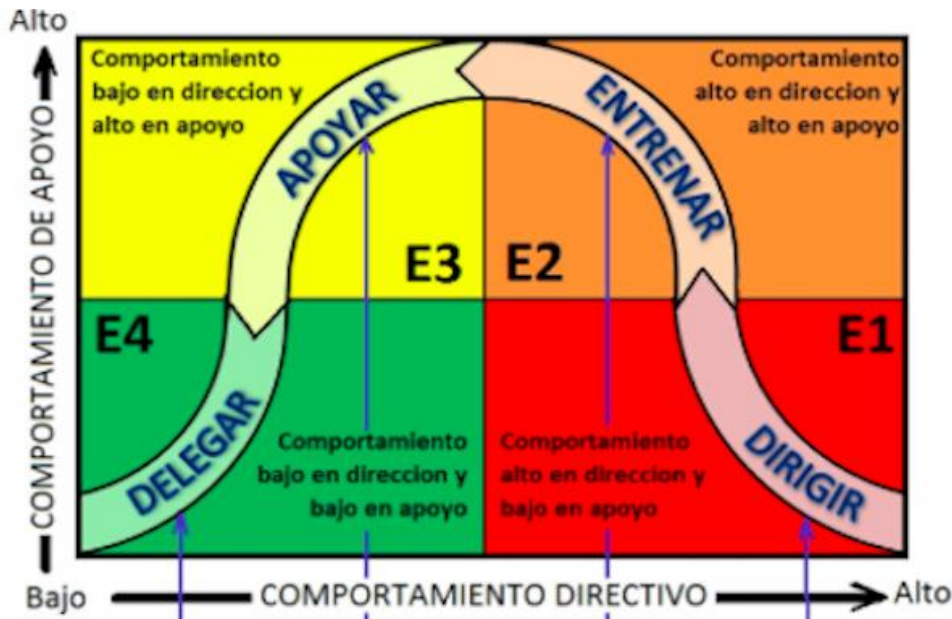 Alto
COMPORTAMIENTO DE APOYO
Comportamiento
bajo en direccion y
alto en apoyo
APOYAR
E3
Comportamiento
alto en direccion y
alto en apoyo
ENTRENAR
E2
E4
DELEGAR
Comportamiento
bajo en direccion y
bajo en apoyo
E1
DIRIGIR
Comportamiento
alto en direccion y
bajo en apoyo
Bajo
COMPORTAMIENTO DIRECTIVO
Alto